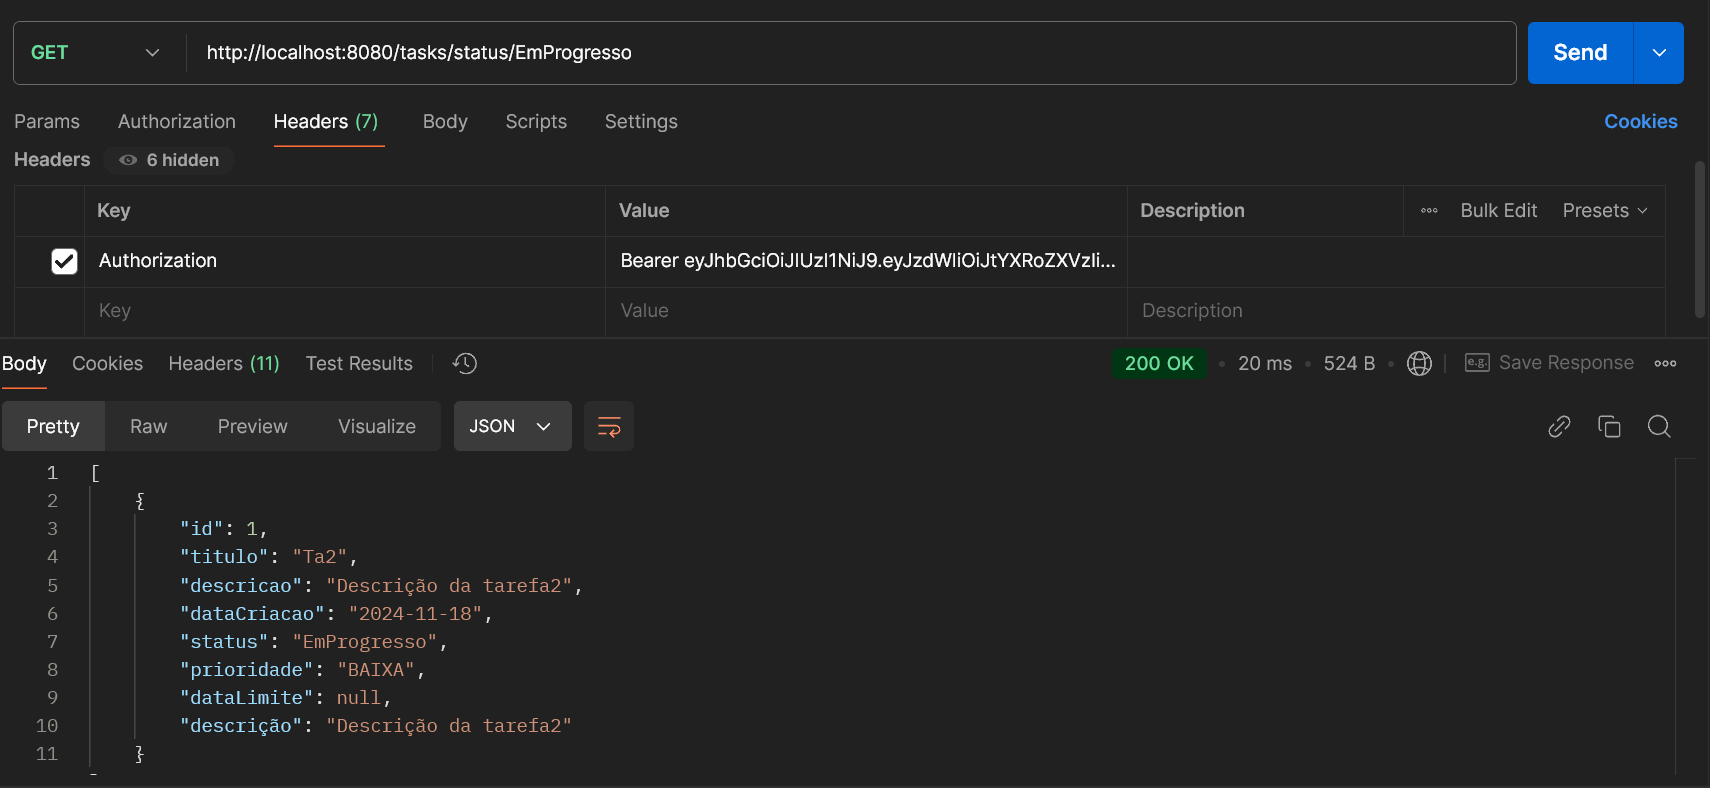 GET http://localhost:8080/tasks/status/EmProgresso Send
Params Authorization Headers (7) Body Scripts Settings Cookies
Headers 6 hidden
Key Value Description Bulk Edit Presets
Authorization Bearer eyJhbGciOiJIUzI1NiJ9.eyJzdWIiOiJtYXRoZXVzIi...
Key Value Description
Body Cookies Headers (11) Test Results 200 OK • 20 ms • 524 B • e.g. Save Response
Pretty Raw Preview Visualize JSON
1 [
2 {
3 "id": 1,
4 "titulo": "Ta2",
5 "descricao": "Descrição da tarefa2",
6 "dataCriacao": "2024-11-18",
7 "status": "EmProgresso",
8 "prioridade": "BAIXA",
9 "dataLimite": null,
10 "descrição": "Descrição da tarefa2"
11 }